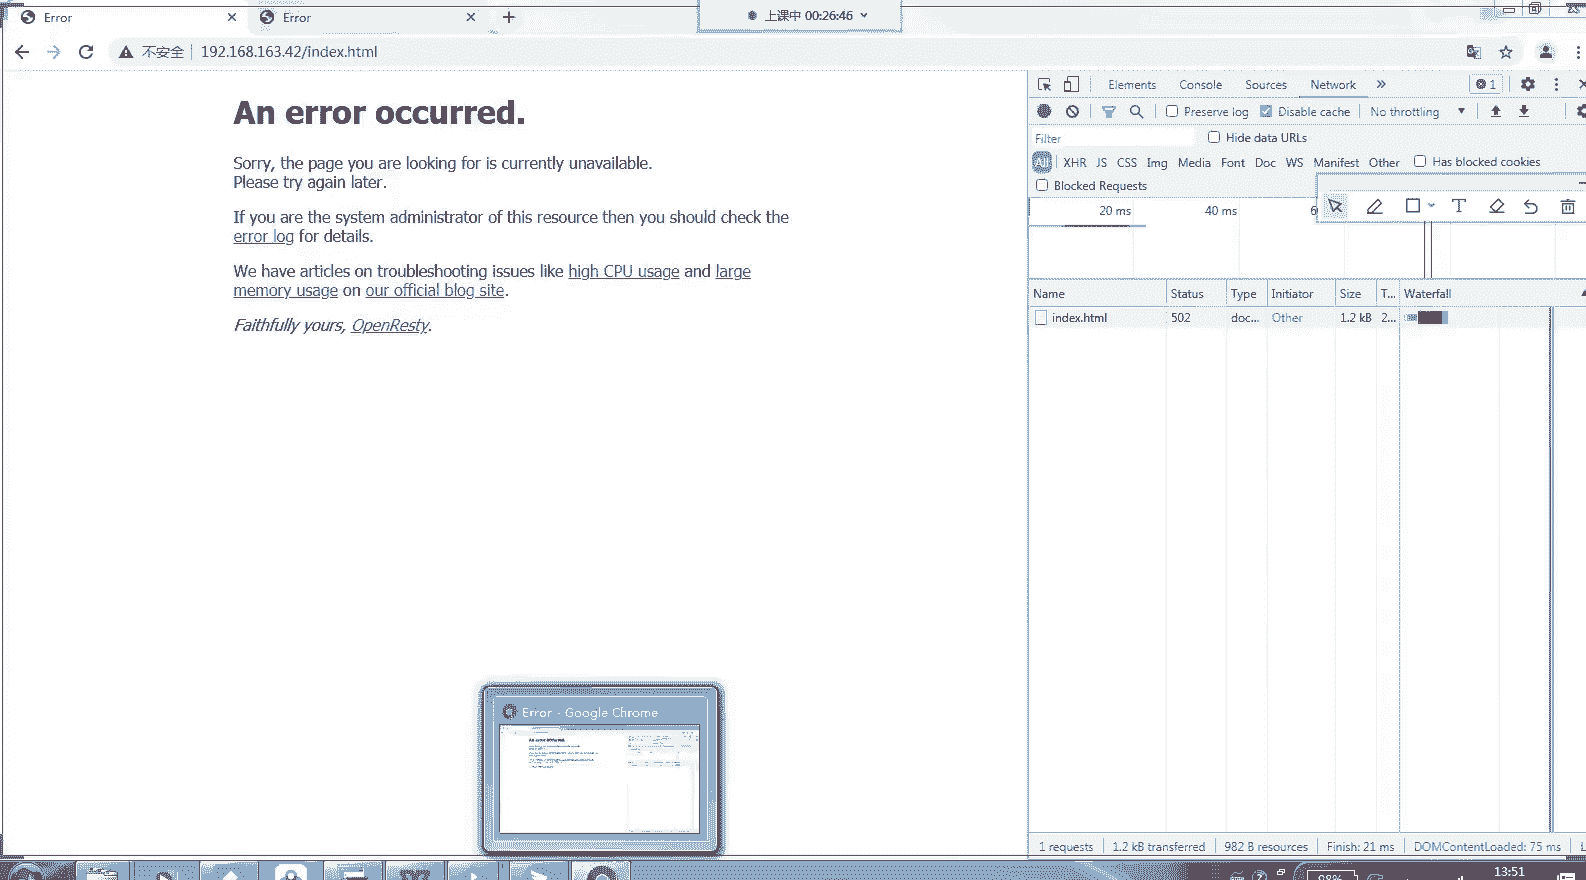 Error
Error
上课中 00:26:46
不安全
192.168.163.42/index.html
An error occurred.
Sorry, the page you are looking for is currently unavailable.
Please try again later.
If you are the system administrator of this resource then you should check the
error log for details.
We have articles on troubleshooting issues like high CPU usage and large
memory usage on our official blog site.
Faithfully yours, OpenResty.
Elements Console Sources Network
1
Preserve log Disable cache No throttling
Filter
Hide data URLs
All XHR JS CSS Img Media Font Doc WS Manifest Other Has blocked cookies
Blocked Requests
20 ms 40 ms 6
T
Name Status Type Initiator Size T... Waterfall
index.html 502 doc... Other 1.2 kB 2...
Error - Google Chrome
An error occurred.
1 requests 1.2 kB transferred 982 B resources Finish: 21 ms DOMContentLoaded: 75 ms L
98%
13:51